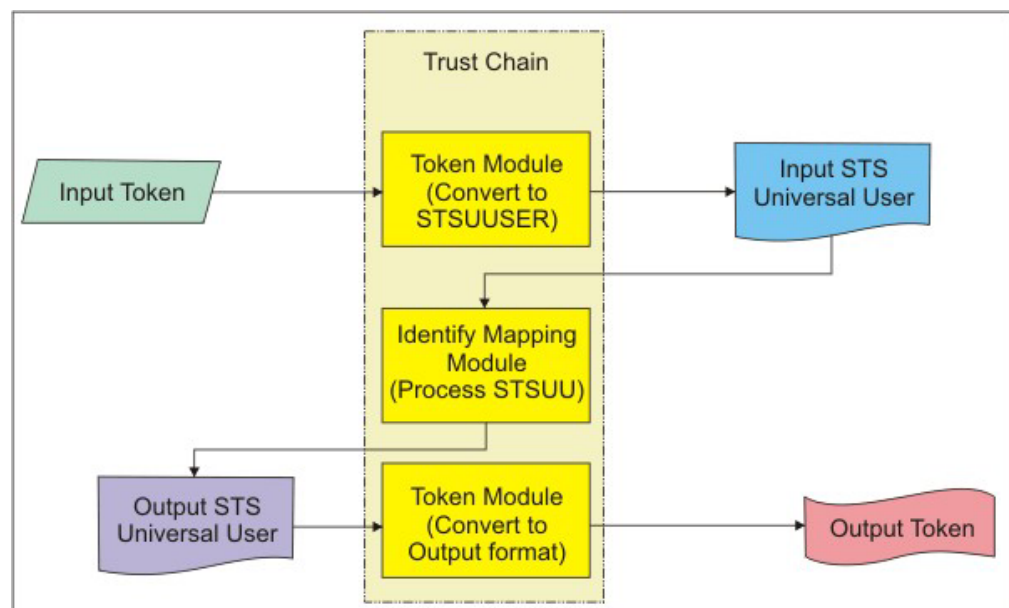 Trust Chain
Input Token
Token Module
(Convert to
STSUUSER)
Input STS
Universal User
Identify Mapping
Module
(Process STSUU)
Output STS
Universal User
Token Module
(Convert to
Output format)
Output Token